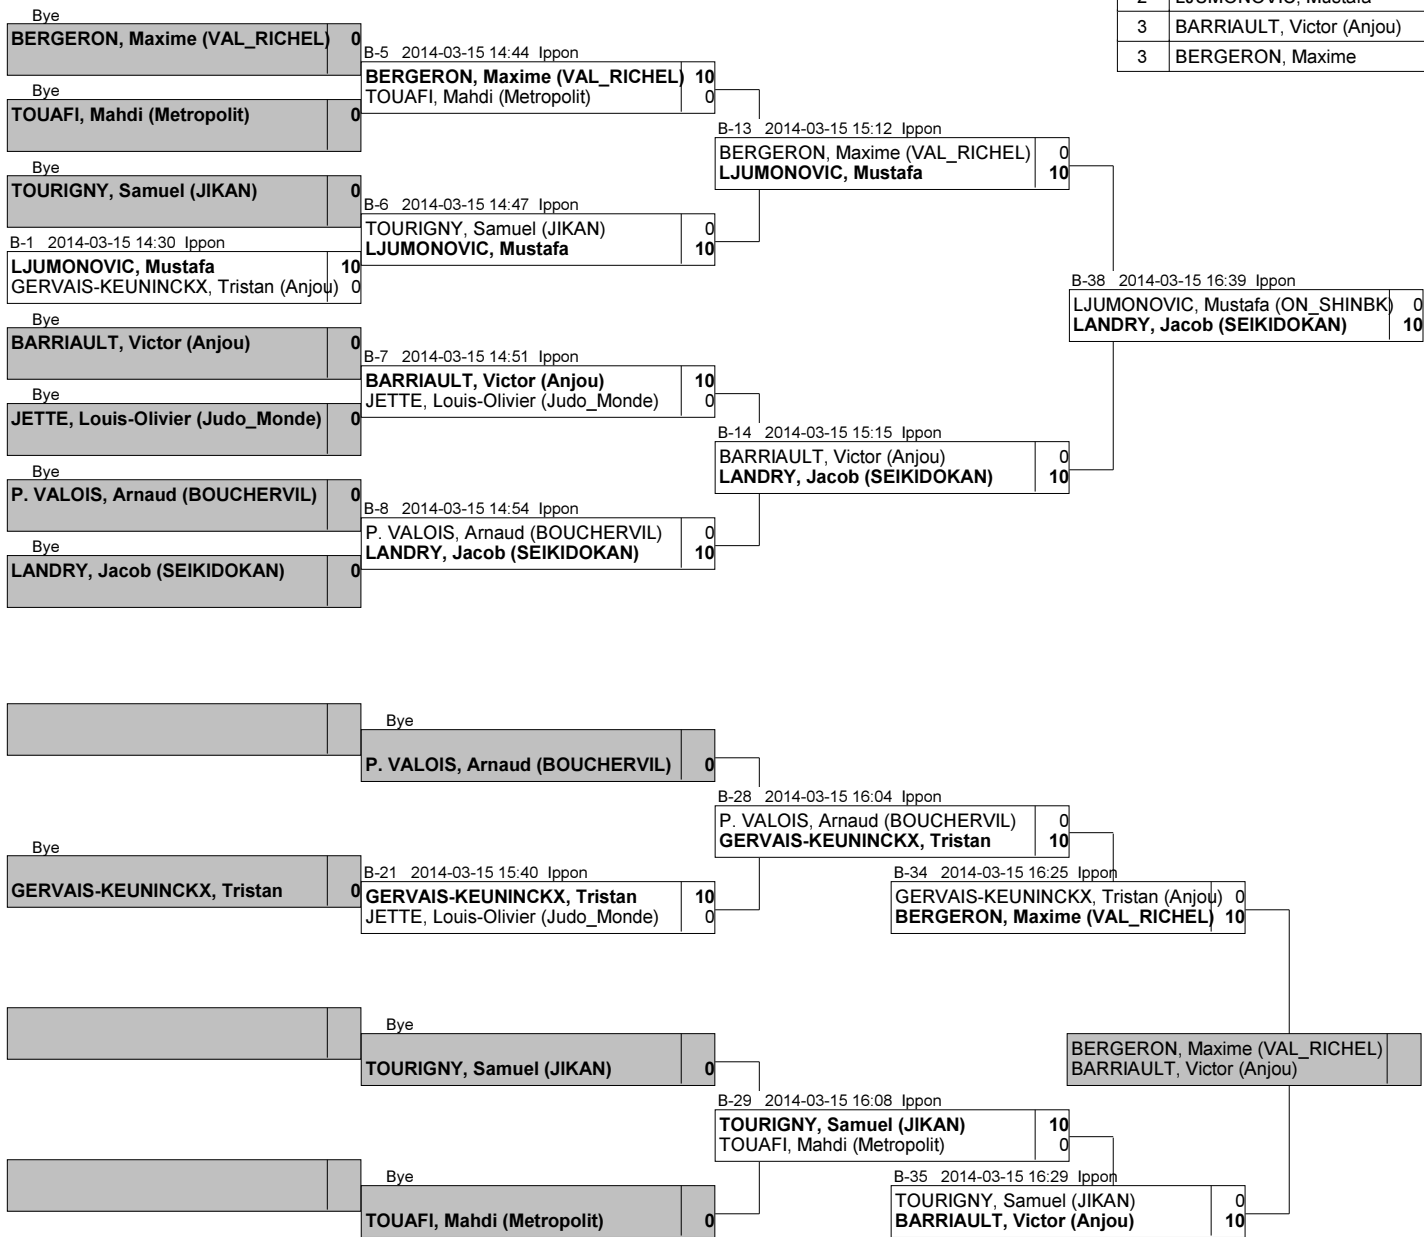 2 LJUMONOVIC, Mustafa
3 BARRIAULT, Victor (Anjou)
3 BERGERON, Maxime
Bye
BERGERON, Maxime (VAL_RICHEL) 0
Bye
TOUAFI, Mahdi (Metropolit) 0
Bye
TOURIGNY, Samuel (JIKAN) 0
B-1 2014-03-15 14:30 Ippon
LJUMONOVIC, Mustafa 10
GERVAIS-KEUNINCKX, Tristan (Anjou) 0
Bye
BARRIAULT, Victor (Anjou) 0
Bye
JETTE, Louis-Olivier (Judo_Monde) 0
Bye
P. VALOIS, Arnaud (BOUCHERVIL) 0
Bye
LANDRY, Jacob (SEIKIDOKAN) 0
B-5 2014-03-15 14:44 Ippon
BERGERON, Maxime (VAL_RICHEL) 10
TOUAFI, Mahdi (Metropolit) 0
B-6 2014-03-15 14:47 Ippon
TOURIGNY, Samuel (JIKAN) 0
LJUMONOVIC, Mustafa 10
B-7 2014-03-15 14:51 Ippon
BARRIAULT, Victor (Anjou) 10
JETTE, Louis-Olivier (Judo_Monde) 0
B-8 2014-03-15 14:54 Ippon
P. VALOIS, Arnaud (BOUCHERVIL) 0
LANDRY, Jacob (SEIKIDOKAN) 10
B-13 2014-03-15 15:12 Ippon
BERGERON, Maxime (VAL_RICHEL) 0
LJUMONOVIC, Mustafa 10
B-14 2014-03-15 15:15 Ippon
BARRIAULT, Victor (Anjou) 0
LANDRY, Jacob (SEIKIDOKAN) 10
B-38 2014-03-15 16:39 Ippon
LJUMONOVIC, Mustafa (ON_SHINBK) 0
LANDRY, Jacob (SEIKIDOKAN) 10
Bye
P. VALOIS, Arnaud (BOUCHERVIL) 0
Bye
GERVAIS-KEUNINCKX, Tristan 0
B-21 2014-03-15 15:40 Ippon
GERVAIS-KEUNINCKX, Tristan 10
JETTE, Louis-Olivier (Judo_Monde) 0
B-28 2014-03-15 16:04 Ippon
P. VALOIS, Arnaud (BOUCHERVIL) 0
GERVAIS-KEUNINCKX, Tristan 10
B-34 2014-03-15 16:25 Ippon
GERVAIS-KEUNINCKX, Tristan (Anjou) 0
BERGERON, Maxime (VAL_RICHEL) 10
Bye
TOURIGNY, Samuel (JIKAN) 0
Bye
TOUAFI, Mahdi (Metropolit) 0
B-29 2014-03-15 16:08 Ippon
TOURIGNY, Samuel (JIKAN) 10
TOUAFI, Mahdi (Metropolit) 0
B-35 2014-03-15 16:29 Ippon
TOURIGNY, Samuel (JIKAN) 0
BARRIAULT, Victor (Anjou) 10
BERGERON, Maxime (VAL_RICHEL)
BARRIAULT, Victor (Anjou)